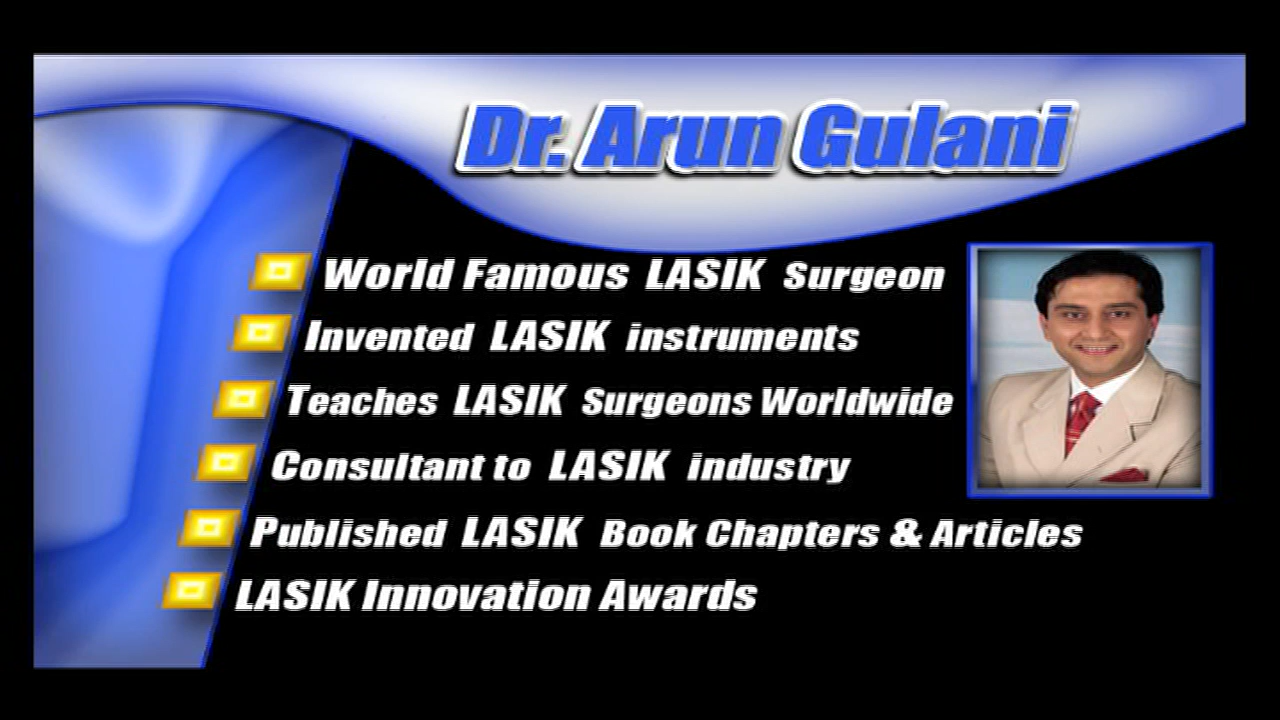 Dr. Arun Gulani
World Famous LASIK Surgeon
Invented LASIK instruments
Teaches LASIK Surgeons Worldwide
Consultant to LASIK industry
Published LASIK Book Chapters & Articles
LASIK Innovation Awards